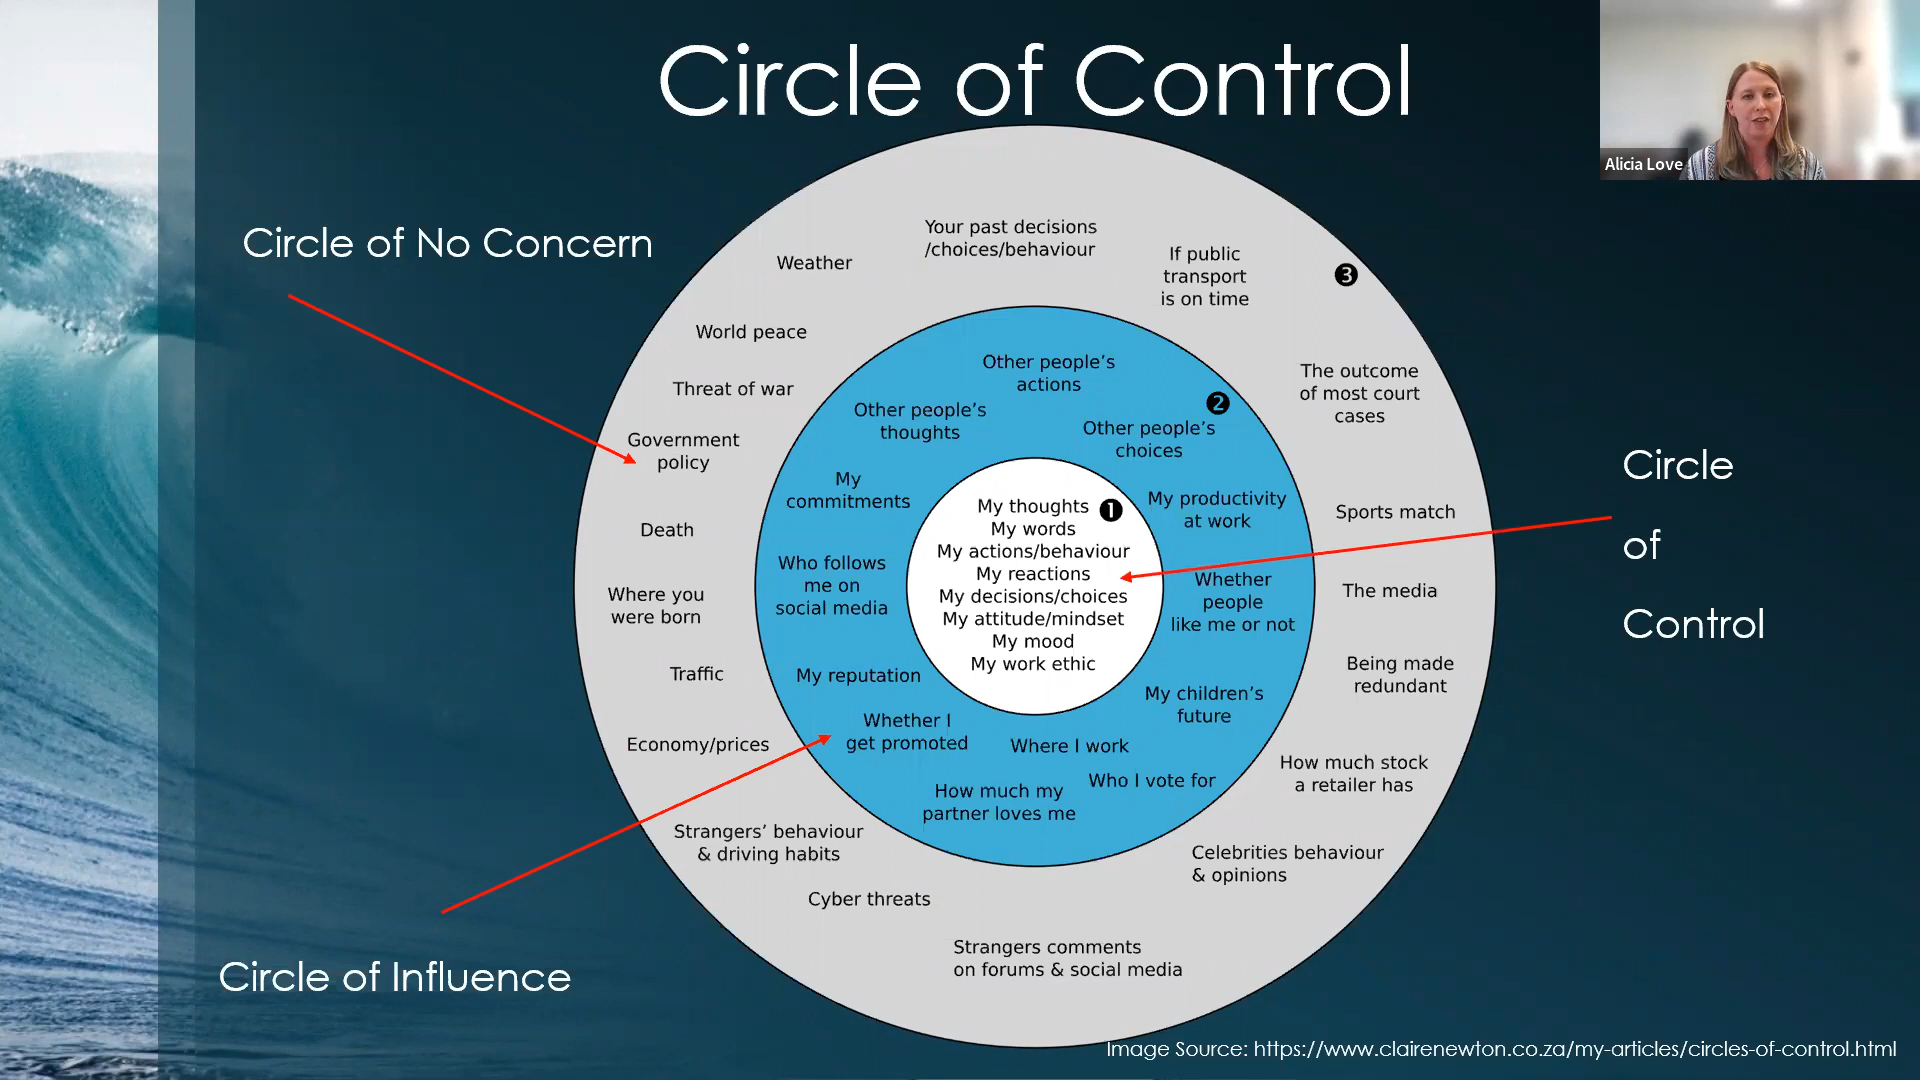 Circle of Control
Alicia Love
Circle of No Concern
Your past decisions
/choices/behaviour
Weather
If public
transport
is on time
❸
World peace
Threat of war
Government
policy
Death
Where you
were born
Traffic
Economy/prices
Strangers’ behaviour
& driving habits
Cyber threats
Strangers comments
on forums & social media
Celebrities behaviour
& opinions
How much stock
a retailer has
Being made
redundant
The media
Sports match
The outcome
of most court
cases
Other people’s
actions
❷
Other people’s
thoughts
Other people’s
choices
My
commitments
My productivity
at work
Who follows
me on
social media
Whether
people
like me or not
My reputation
My children’s
future
Whether I
get promoted
Where I work
Who I vote for
How much my
partner loves me
❶
My thoughts
My words
My actions/behaviour
My reactions
My decisions/choices
My attitude/mindset
My mood
My work ethic
Circle
of
Control
Circle of Influence
Image Source: https://www.clairenewton.co.za/my-articles/circles-of-control.html